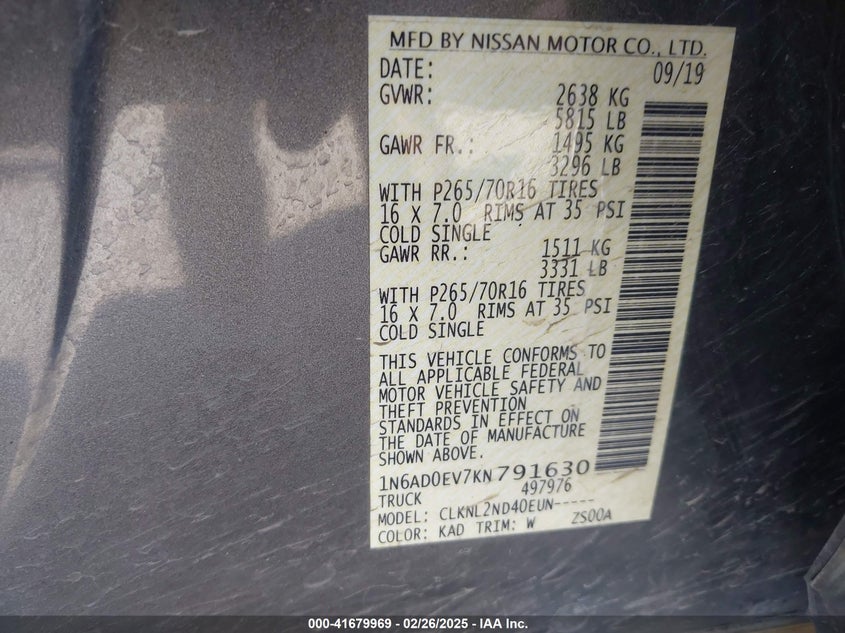 MFD BY NISSAN MOTOR CO., LTD.
DATE: 09/19
GVWR: 2638 KG
5815 LB
GAWR FR.: 1495 KG
3296 LB
WITH P265/70R16 TIRES
16 X 7.0 RIMS AT 35 PSI
COLD SINGLE
GAWR RR.: 1511 KG
3331 LB
WITH P265/70R16 TIRES
16 X 7.0 RIMS AT 35 PSI
COLD SINGLE
THIS VEHICLE CONFORMS TO
ALL APPLICABLE FEDERAL
MOTOR VEHICLE SAFETY AND
THEFT PREVENTION
STANDARDS IN EFFECT ON
THE DATE OF MANUFACTURE
SHOWN ABOVE.
1N6AD0EV7KN791630
TRUCK 497976
MODEL: CLKNL2ND40EUN-----
COLOR: KAD TRIM: W ZS00A
000-41679969 - 02/26/2025 - IAA Inc.